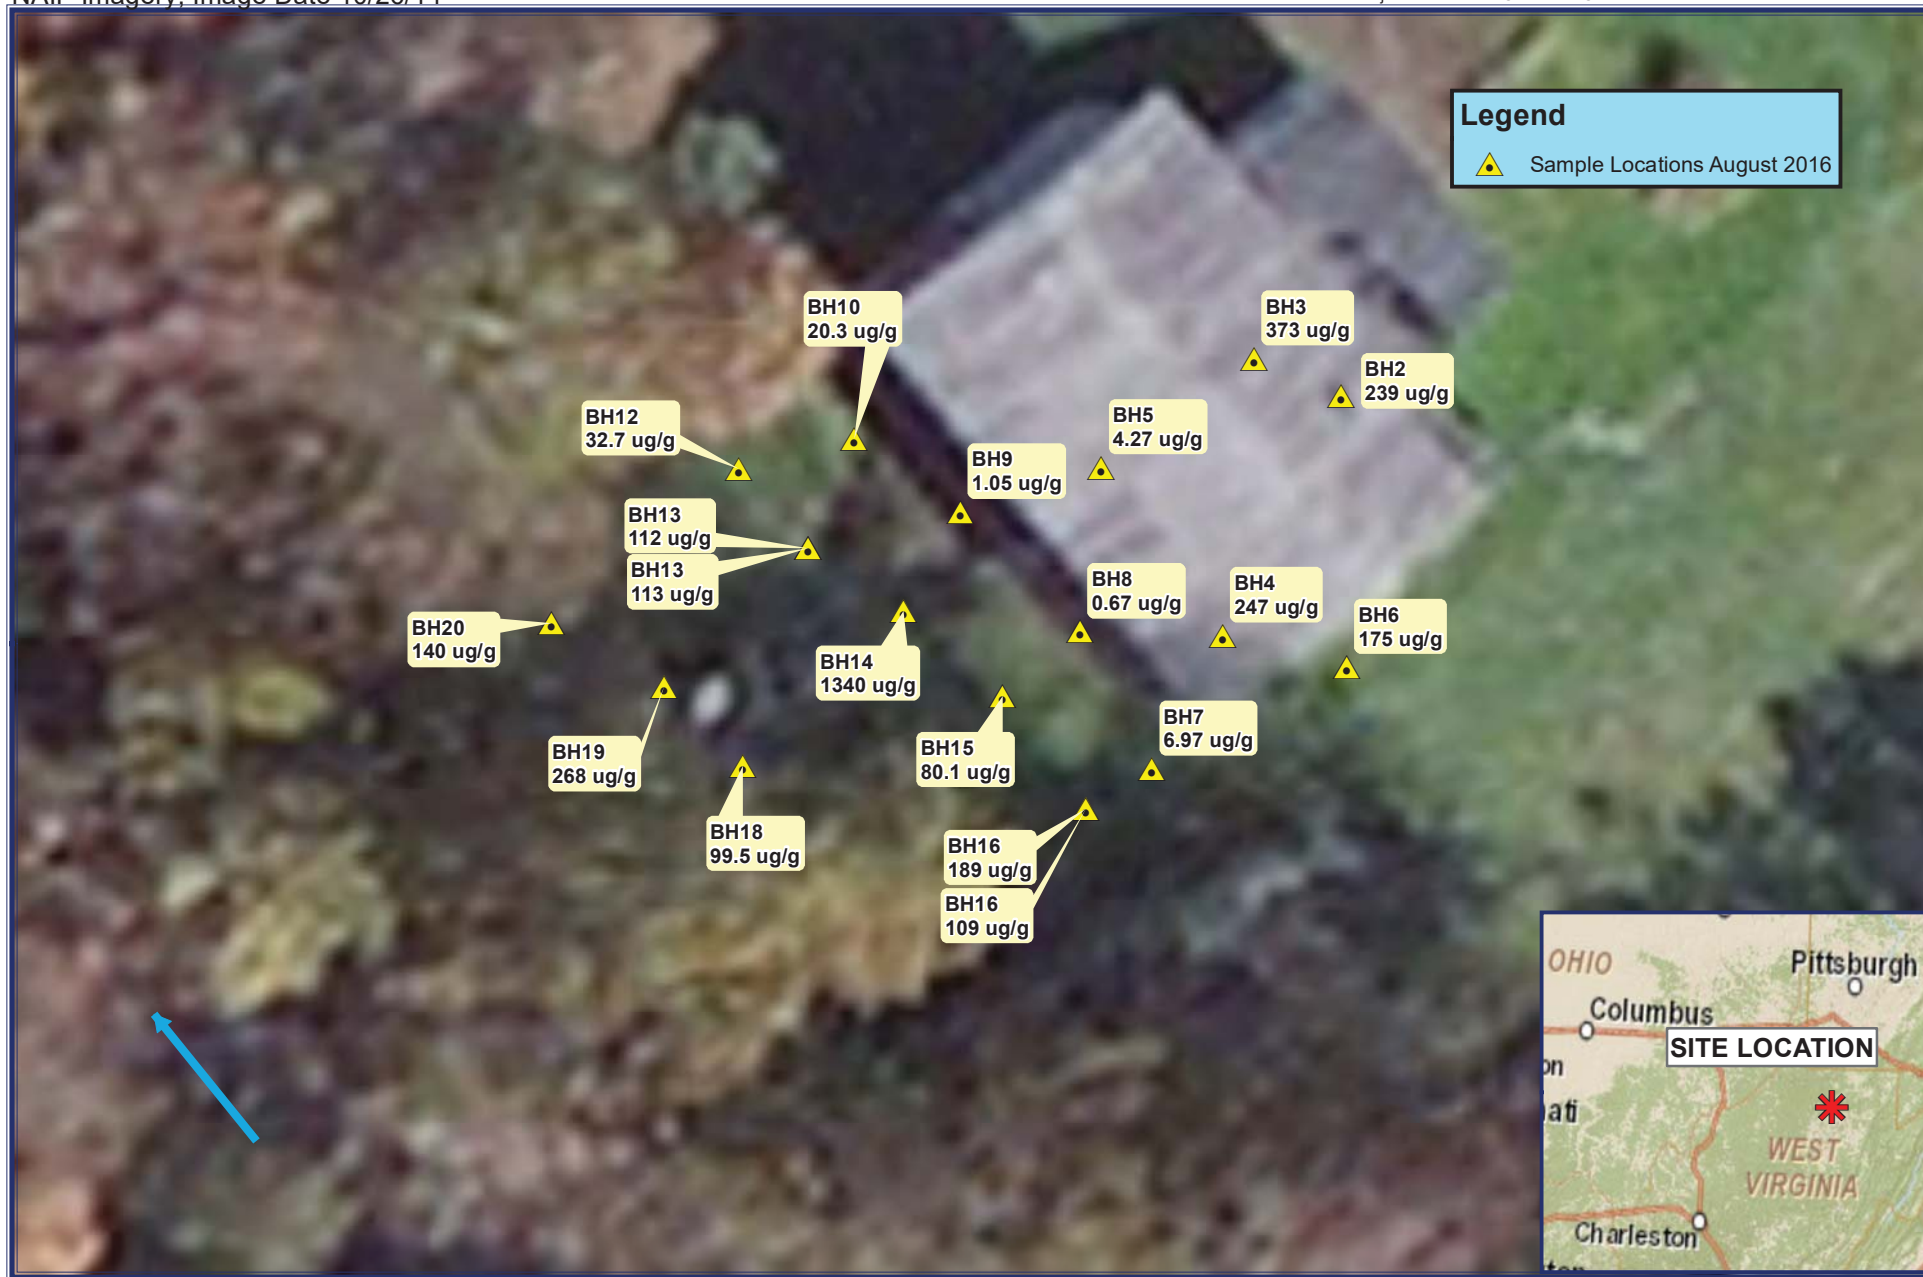 Legend
Sample Locations August 2016
BH10
20.3 ug/g
BH3
373 ug/g
BH2
239 ug/g
BH12
32.7 ug/g
BH5
4.27 ug/g
BH9
1.05 ug/g
BH13
112 ug/g
BH13
113 ug/g
BH8
0.67 ug/g
BH4
247 ug/g
BH6
175 ug/g
BH20
140 ug/g
BH14
1340 ug/g
BH7
6.97 ug/g
BH19
268 ug/g
BH15
80.1 ug/g
BH18
99.5 ug/g
BH16
189 ug/g
BH16
109 ug/g
OHIO
Pittsburgh
Columbus
SITE LOCATION
on
ati
WEST
VIRGINIA
Charleston